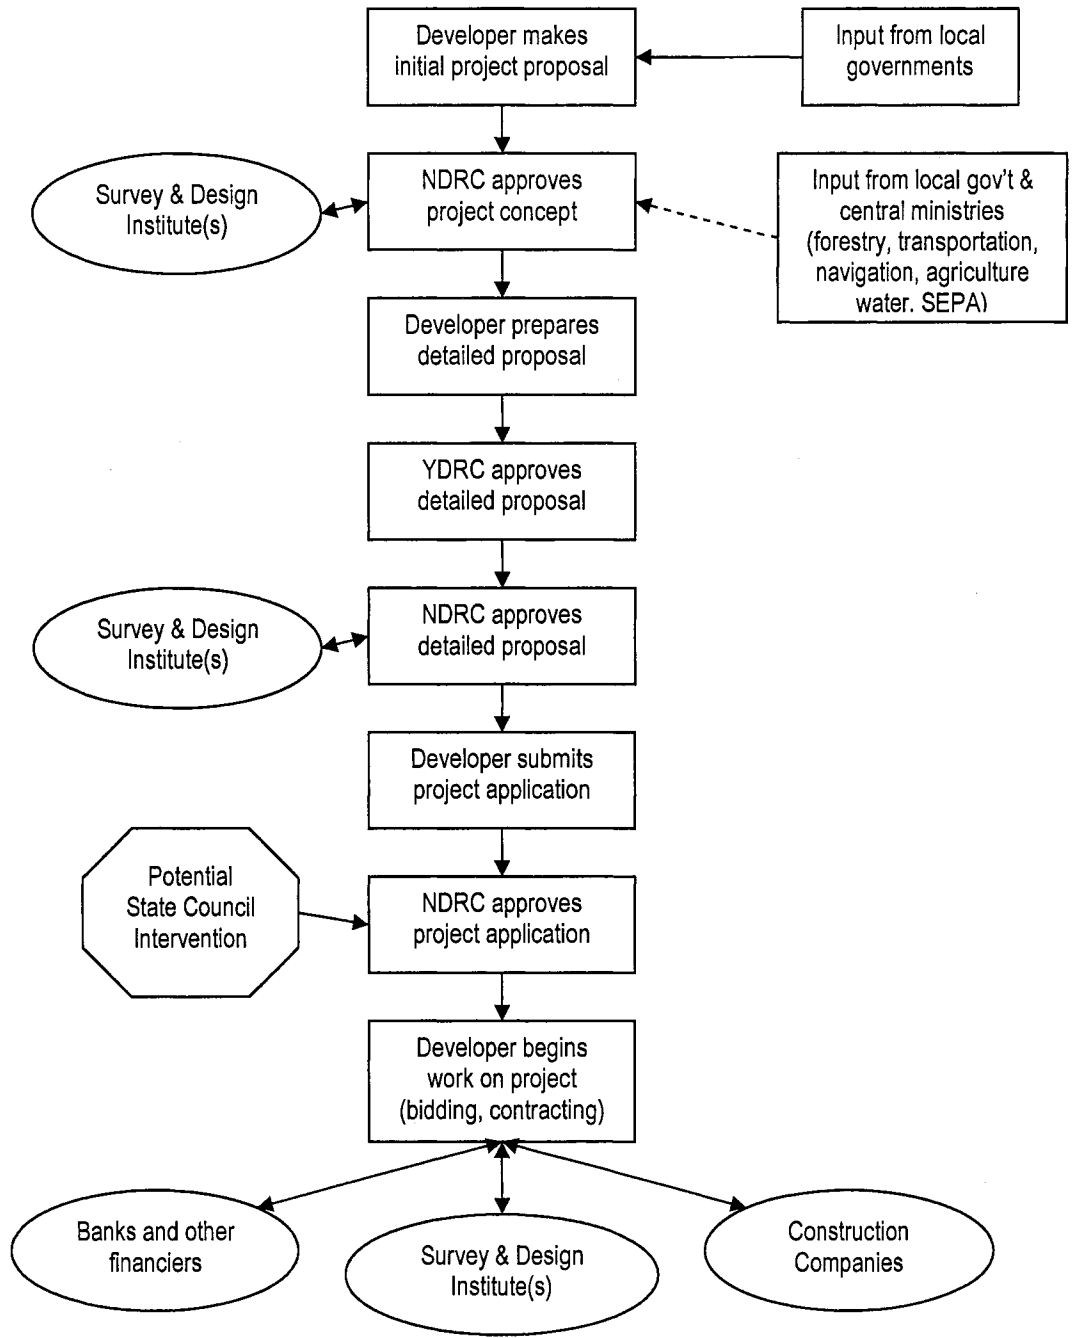 Developer makes
initial project proposal
Input from local
governments
Survey & Design
Institute(s)
NDRC approves
project concept
Input from local gov't &
central ministries
(forestry, transportation,
navigation, agriculture
water. SEPA)
Developer prepares
detailed proposal
YDRC approves
detailed proposal
Survey & Design
Institute(s)
NDRC approves
detailed proposal
Developer submits
project application
Potential
State Council
Intervention
NDRC approves
project application
Developer begins
work on project
(bidding, contracting)
Banks and other
financiers
Survey & Design
Institute(s)
Construction
Companies